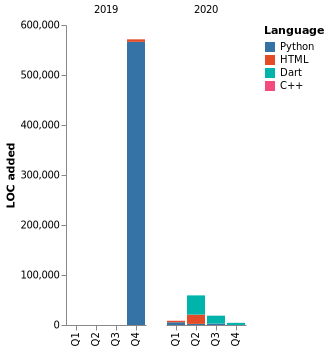 2019 2020
Language
Python
HTML
Dart
C++
LOC added
600,000
500,000
400,000
300,000
200,000
100,000
0
Q1 Q2 Q3 Q4 Q1 Q2 Q3 Q4